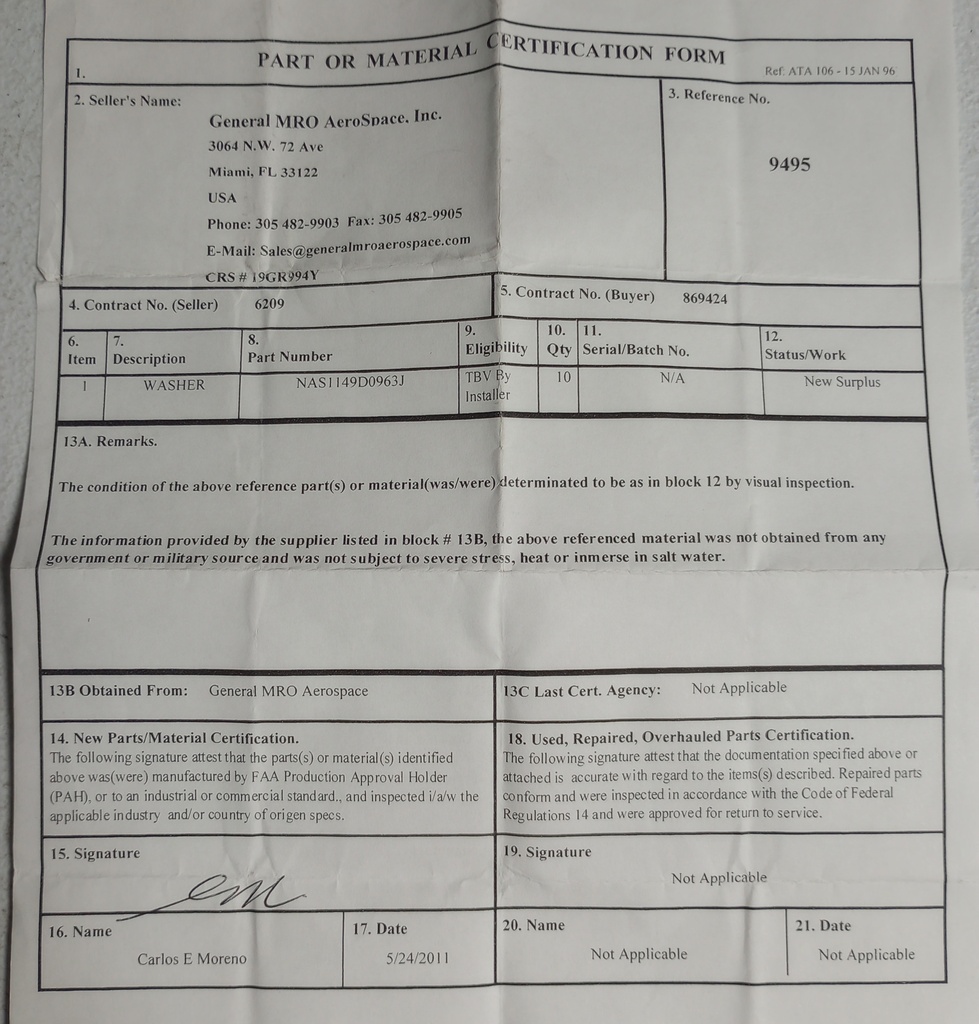 PART OR MATERIAL CERTIFICATION FORM
1.
Ref. ATA 106 - 15 JAN 96
2. Seller's Name:
General MRO AeroSpace, Inc.
3064 N.W. 72 Ave
Miami, FL 33122
USA
Phone: 305 482-9903 Fax: 305 482-9905
E-Mail: Sales@generalmroaerospace.com
CRS # 19GR994Y
3. Reference No.
9495
4. Contract No. (Seller) 6209
5. Contract No. (Buyer) 869424
6. Item
7. Description
8. Part Number
9. Eligibility
10. Qty
11. Serial/Batch No.
12. Status/Work
1 WASHER NAS1149D0963J TBV By Installer 10 N/A New Surplus
13A. Remarks.
The condition of the above reference part(s) or material(was/were) determinated to be as in block 12 by visual inspection.
The information provided by the supplier listed in block # 13B, the above referenced material was not obtained from any
government or military source and was not subject to severe stress, heat or inmerse in salt water.
13B Obtained From: General MRO Aerospace
13C Last Cert. Agency: Not Applicable
14. New Parts/Material Certification.
The following signature attest that the parts(s) or material(s) identified
above was(were) manufactured by FAA Production Approval Holder
(PAH), or to an industrial or commercial standard., and inspected i/a/w the
applicable industry and/or country of origen specs.
18. Used, Repaired, Overhauled Parts Certification.
The following signature attest that the documentation specified above or
attached is accurate with regard to the items(s) described. Repaired parts
conform and were inspected in accordance with the Code of Federal
Regulations 14 and were approved for return to service.
15. Signature
19. Signature
Not Applicable
16. Name
Carlos E Moreno
17. Date
5/24/2011
20. Name
Not Applicable
21. Date
Not Applicable